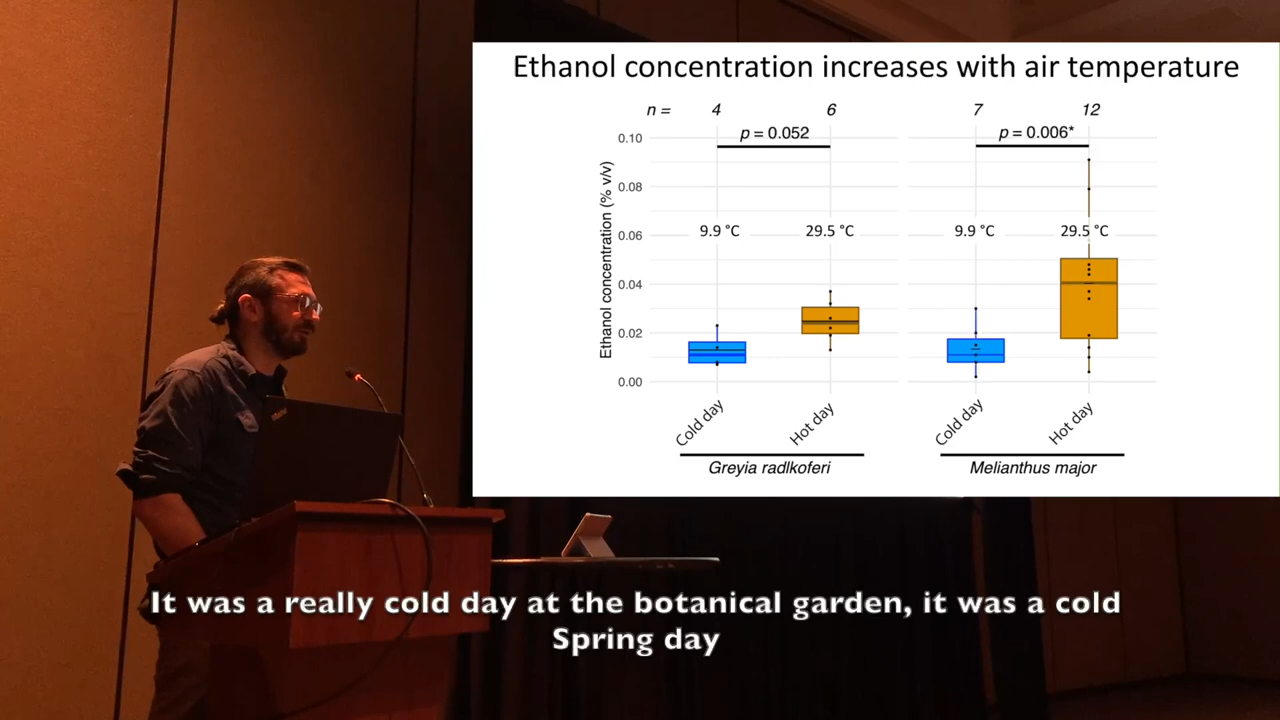 Ethanol concentration increases with air temperature
n = 4 6 7 12
p = 0.052 p = 0.006*
Ethanol concentration (% v/v)
0.10
0.08
0.06
0.04
0.02
0.00
9.9 °C 29.5 °C 9.9 °C 29.5 °C
Cold day Hot day Cold day Hot day
Greyia radlkoferi Melianthus major
It was a really cold day at the botanical garden, it was a cold
Spring day